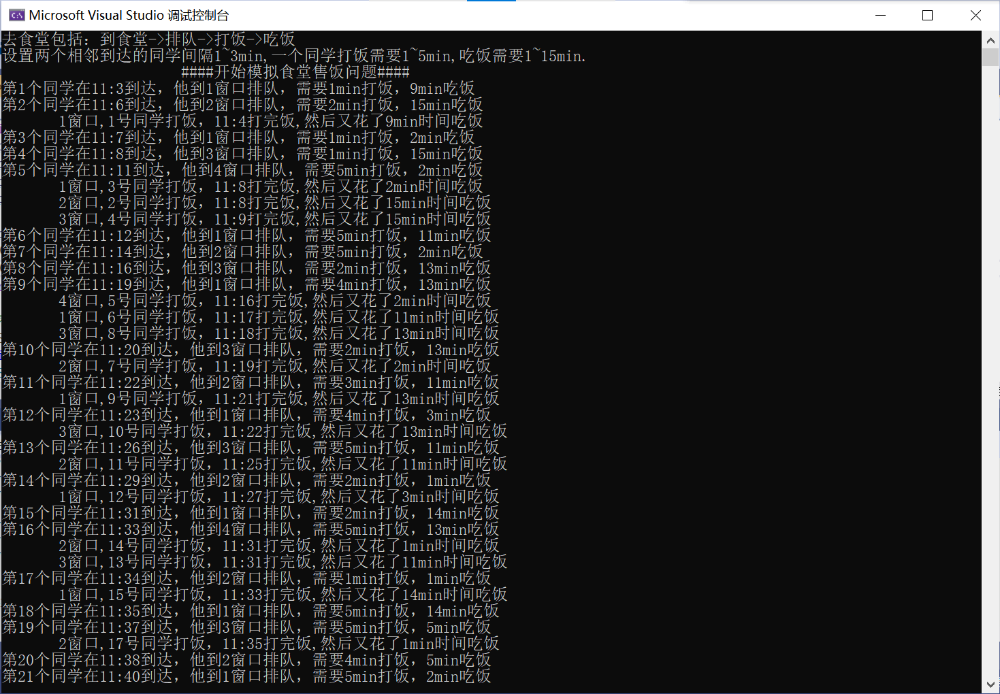 Microsoft Visual Studio 调试控制台
去食堂包括：到食堂->排队->打饭->吃饭
设置两个相邻到达的同学间隔1~3min,一个同学打饭需要1~5min,吃饭需要1~15min.
####开始模拟食堂售饭问题####
第1个同学在11:3到达，他到1窗口排队，需要1min打饭，9min吃饭
第2个同学在11:6到达，他到2窗口排队，需要2min打饭，15min吃饭
1窗口,1号同学打饭，11:4打完饭,然后又花了9min时间吃饭
第3个同学在11:7到达，他到1窗口排队，需要1min打饭，2min吃饭
第4个同学在11:8到达，他到3窗口排队，需要1min打饭，15min吃饭
第5个同学在11:11到达，他到4窗口排队，需要5min打饭，2min吃饭
1窗口,3号同学打饭，11:8打完饭,然后又花了2min时间吃饭
2窗口,2号同学打饭，11:8打完饭,然后又花了15min时间吃饭
3窗口,4号同学打饭，11:9打完饭,然后又花了15min时间吃饭
第6个同学在11:12到达，他到1窗口排队，需要5min打饭，11min吃饭
第7个同学在11:14到达，他到2窗口排队，需要5min打饭，2min吃饭
第8个同学在11:16到达，他到3窗口排队，需要2min打饭，13min吃饭
第9个同学在11:19到达，他到1窗口排队，需要4min打饭，13min吃饭
4窗口,5号同学打饭，11:16打完饭,然后又花了2min时间吃饭
1窗口,6号同学打饭，11:17打完饭,然后又花了11min时间吃饭
3窗口,8号同学打饭，11:18打完饭,然后又花了13min时间吃饭
第10个同学在11:20到达，他到3窗口排队，需要2min打饭，13min吃饭
2窗口,7号同学打饭，11:19打完饭,然后又花了2min时间吃饭
第11个同学在11:22到达，他到2窗口排队，需要3min打饭，11min吃饭
1窗口,9号同学打饭，11:21打完饭,然后又花了13min时间吃饭
第12个同学在11:23到达，他到1窗口排队，需要4min打饭，3min吃饭
3窗口,10号同学打饭，11:22打完饭,然后又花了13min时间吃饭
第13个同学在11:26到达，他到3窗口排队，需要5min打饭，11min吃饭
2窗口,11号同学打饭，11:25打完饭,然后又花了11min时间吃饭
第14个同学在11:29到达，他到2窗口排队，需要2min打饭，1min吃饭
1窗口,12号同学打饭，11:27打完饭,然后又花了3min时间吃饭
第15个同学在11:31到达，他到1窗口排队，需要2min打饭，14min吃饭
第16个同学在11:33到达，他到4窗口排队，需要5min打饭，13min吃饭
2窗口,14号同学打饭，11:31打完饭,然后又花了1min时间吃饭
3窗口,13号同学打饭，11:31打完饭,然后又花了11min时间吃饭
第17个同学在11:34到达，他到2窗口排队，需要1min打饭，1min吃饭
1窗口,15号同学打饭，11:33打完饭,然后又花了14min时间吃饭
第18个同学在11:35到达，他到1窗口排队，需要5min打饭，14min吃饭
第19个同学在11:37到达，他到3窗口排队，需要5min打饭，5min吃饭
2窗口,17号同学打饭，11:35打完饭,然后又花了1min时间吃饭
第20个同学在11:38到达，他到2窗口排队，需要4min打饭，5min吃饭
第21个同学在11:40到达，他到1窗口排队，需要5min打饭，2min吃饭